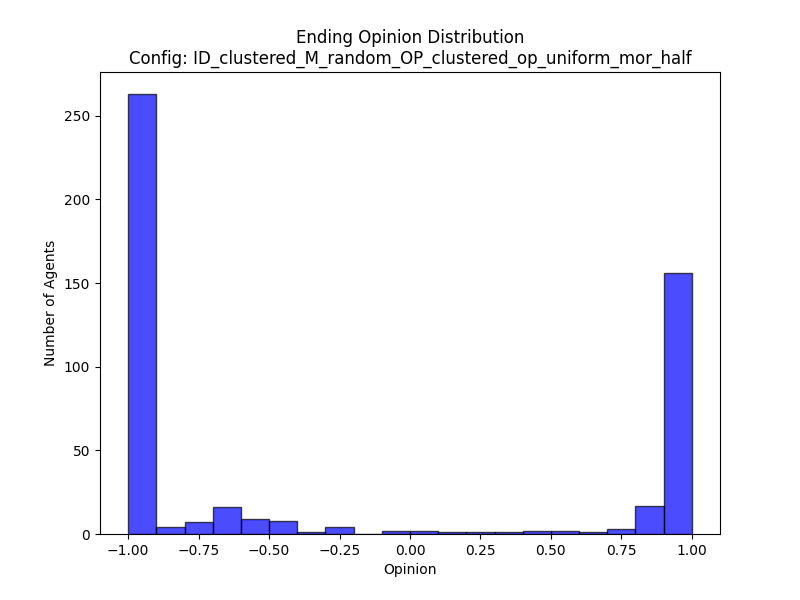 Ending Opinion Distribution
Config: ID_clustered_M_random_OP_clustered_op_uniform_mor_half
250
200
150
100
50
0
Number of Agents
−1.00 −0.75 −0.50 −0.25 0.00 0.25 0.50 0.75 1.00
Opinion